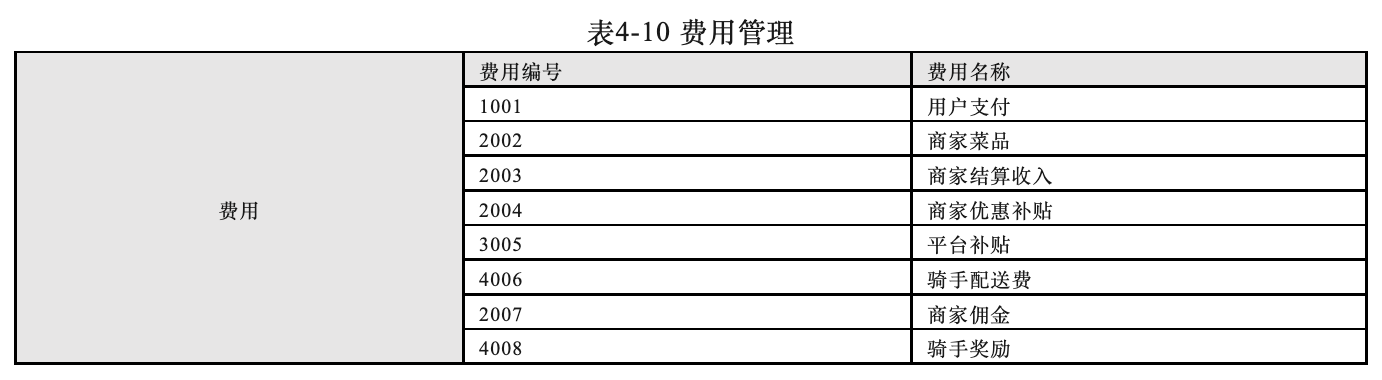 表4-10 费用管理
费用编号 费用名称
1001 用户支付
2002 商家菜品
2003 商家结算收入
费用
2004 商家优惠补贴
3005 平台补贴
4006 骑手配送费
2007 商家佣金
4008 骑手奖励